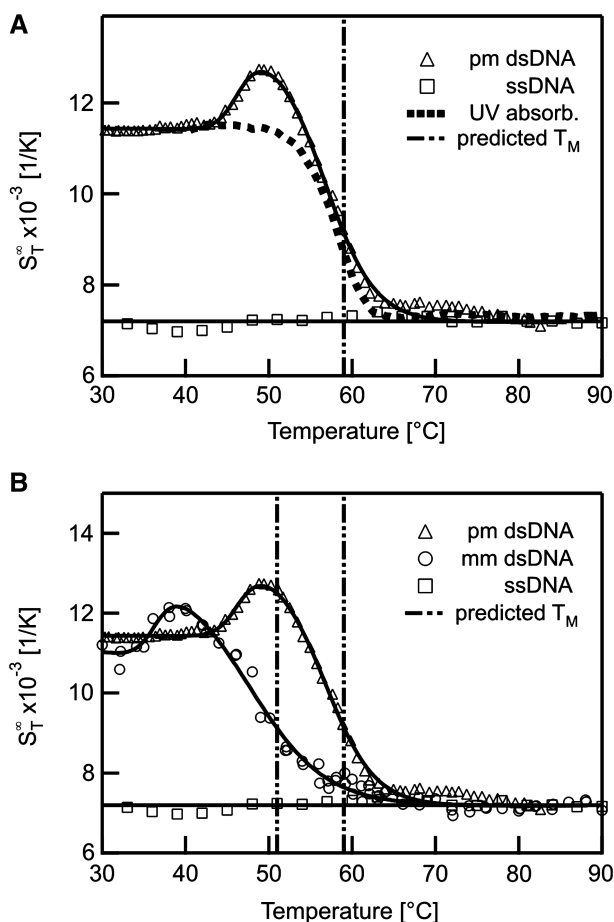 A
pm dsDNA
ssDNA
UV absorb.
predicted T_M
12
10
8
6
S_T^∞ x10^-3 [1/K]
30 40 50 60 70 80 90
Temperature [°C]
B
pm dsDNA
mm dsDNA
ssDNA
predicted T_M
14
12
10
8
6
S_T^∞ x10^-3 [1/K]
30 40 50 60 70 80 90
Temperature [°C]